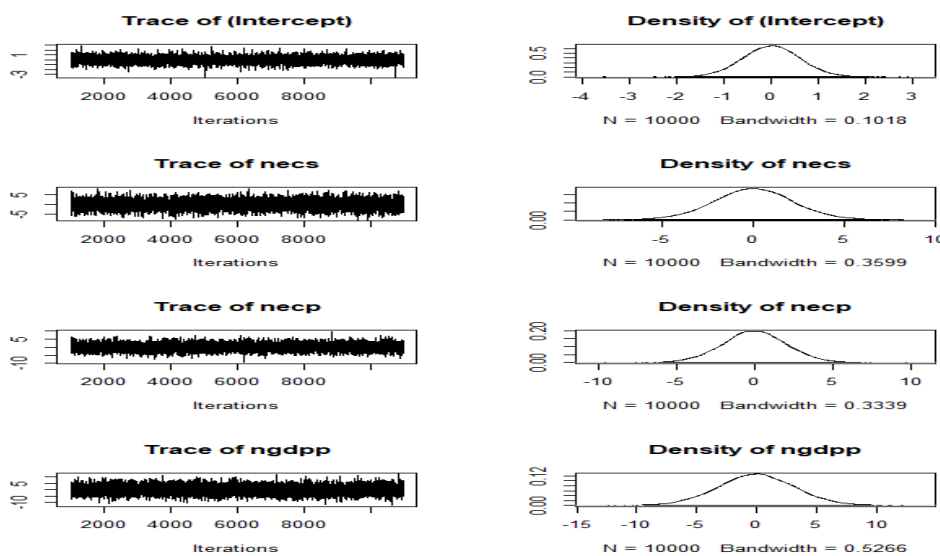 Trace of (Intercept)
-3 1
2000 4000 6000 8000
Iterations
Density of (Intercept)
0.0 0.5
-4 -3 -2 -1 0 1 2 3
N = 10000 Bandwidth = 0.1018
Trace of necs
-5 5
2000 4000 6000 8000
Iterations
Density of necs
0.00
-5 0 5 10
N = 10000 Bandwidth = 0.3599
Trace of necp
-10 5
2000 4000 6000 8000
Iterations
Density of necp
0.00 0.20
-10 -5 0 5 10
N = 10000 Bandwidth = 0.3339
Trace of ngdpp
-10 5
2000 4000 6000 8000
Iterations
Density of ngdpp
0.00 0.12
-15 -10 -5 0 5 10
N = 10000 Bandwidth = 0.5266